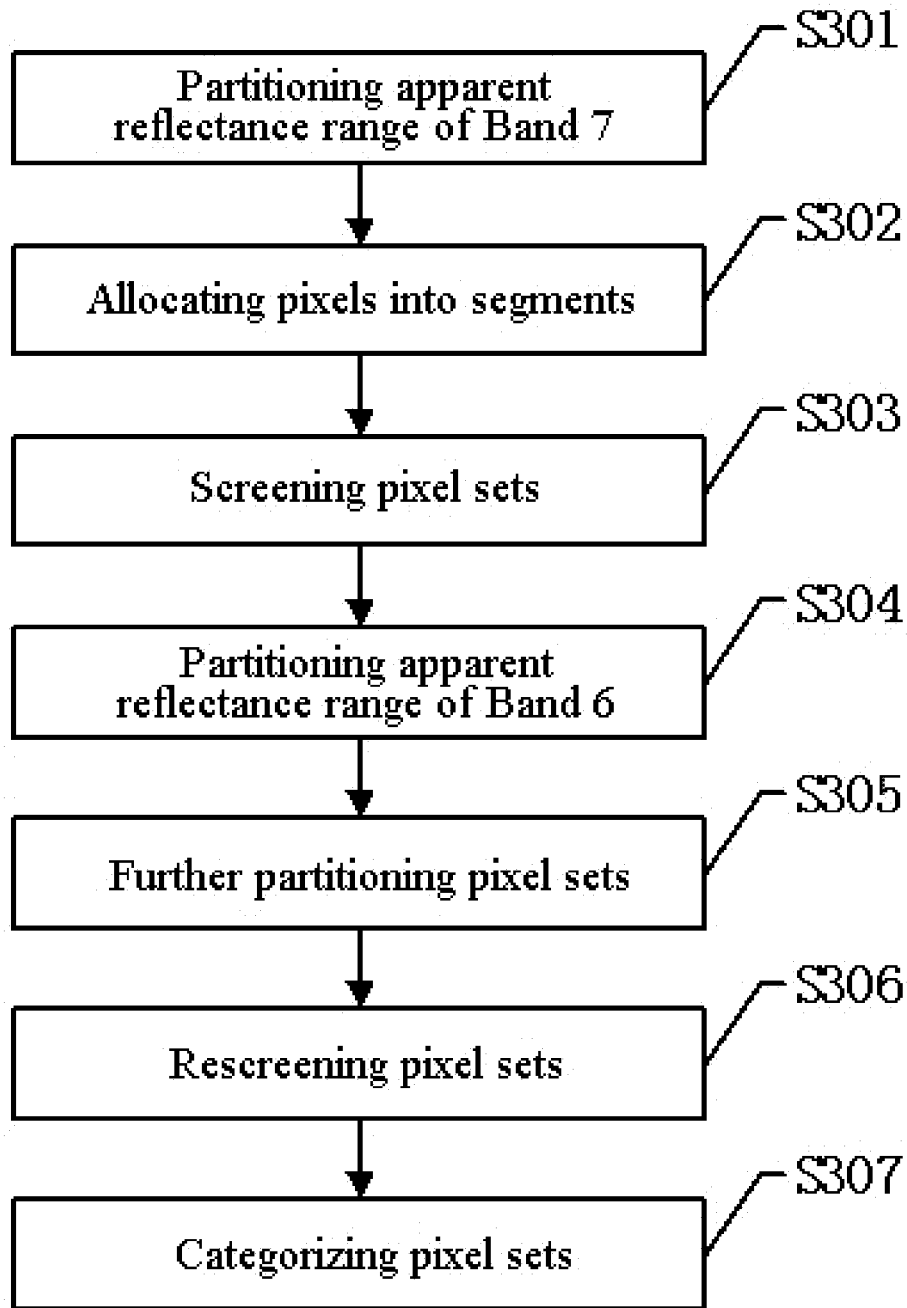 S301
Partitioning apparent
reflectance range of Band 7
S302
Allocating pixels into segments
S303
Screening pixel sets
S304
Partitioning apparent
reflectance range of Band 6
S305
Further partitioning pixel sets
S306
Rescreening pixel sets
S307
Categorizing pixel sets